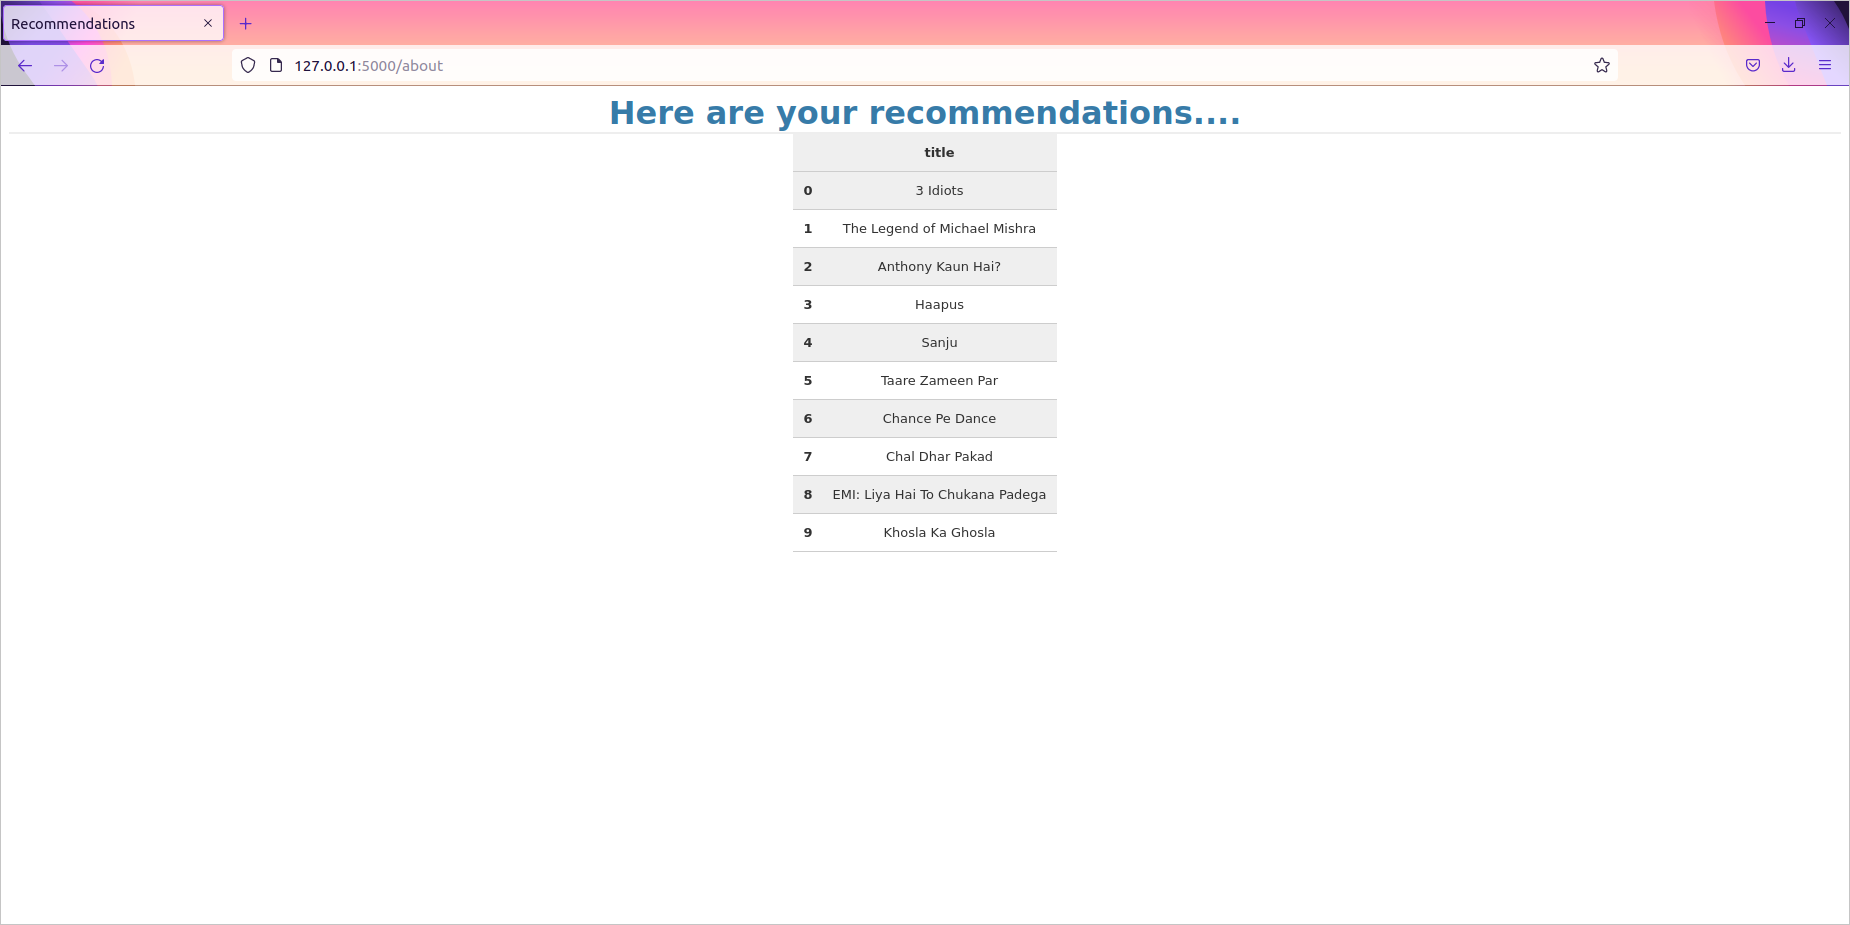 Recommendations
127.0.0.1:5000/about
Here are your recommendations....
title
0 3 Idiots
1 The Legend of Michael Mishra
2 Anthony Kaun Hai?
3 Haapus
4 Sanju
5 Taare Zameen Par
6 Chance Pe Dance
7 Chal Dhar Pakad
8 EMI: Liya Hai To Chukana Padega
9 Khosla Ka Ghosla